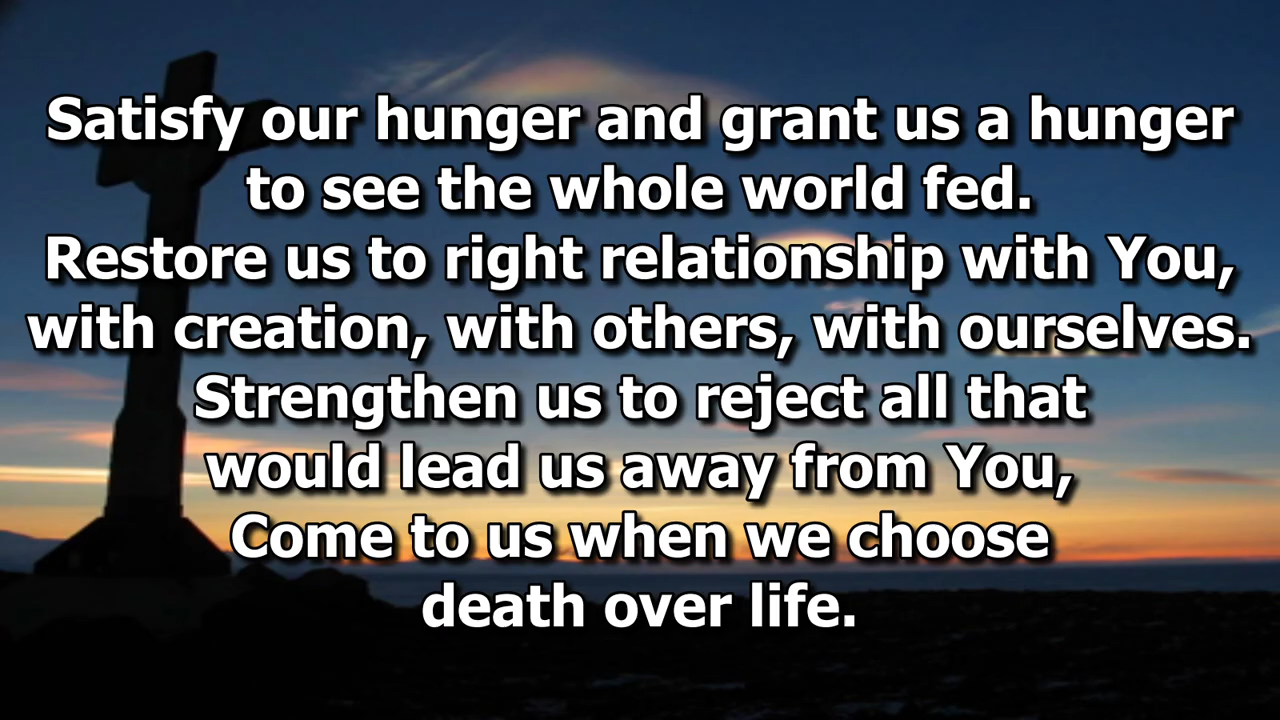 Satisfy our hunger and grant us a hunger
to see the whole world fed.
Restore us to right relationship with You,
with creation, with others, with ourselves.
Strengthen us to reject all that
would lead us away from You,
Come to us when we choose
death over life.